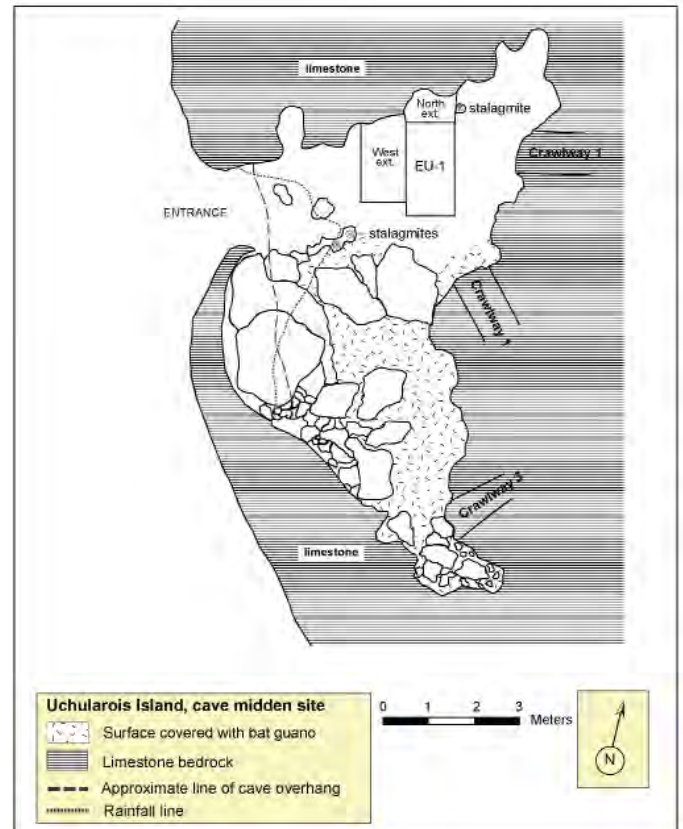 limestone
North
ext.
stalagmite
West
ext.
EU-1
Crawlway 1
ENTRANCE
stalagmites
Crawlway 1
Crawlway 3
limestone
Uchularois Island, cave midden site
Surface covered with bat guano
Limestone bedrock
Approximate line of cave overhang
Rainfall line
0 1 2 3
Meters
N